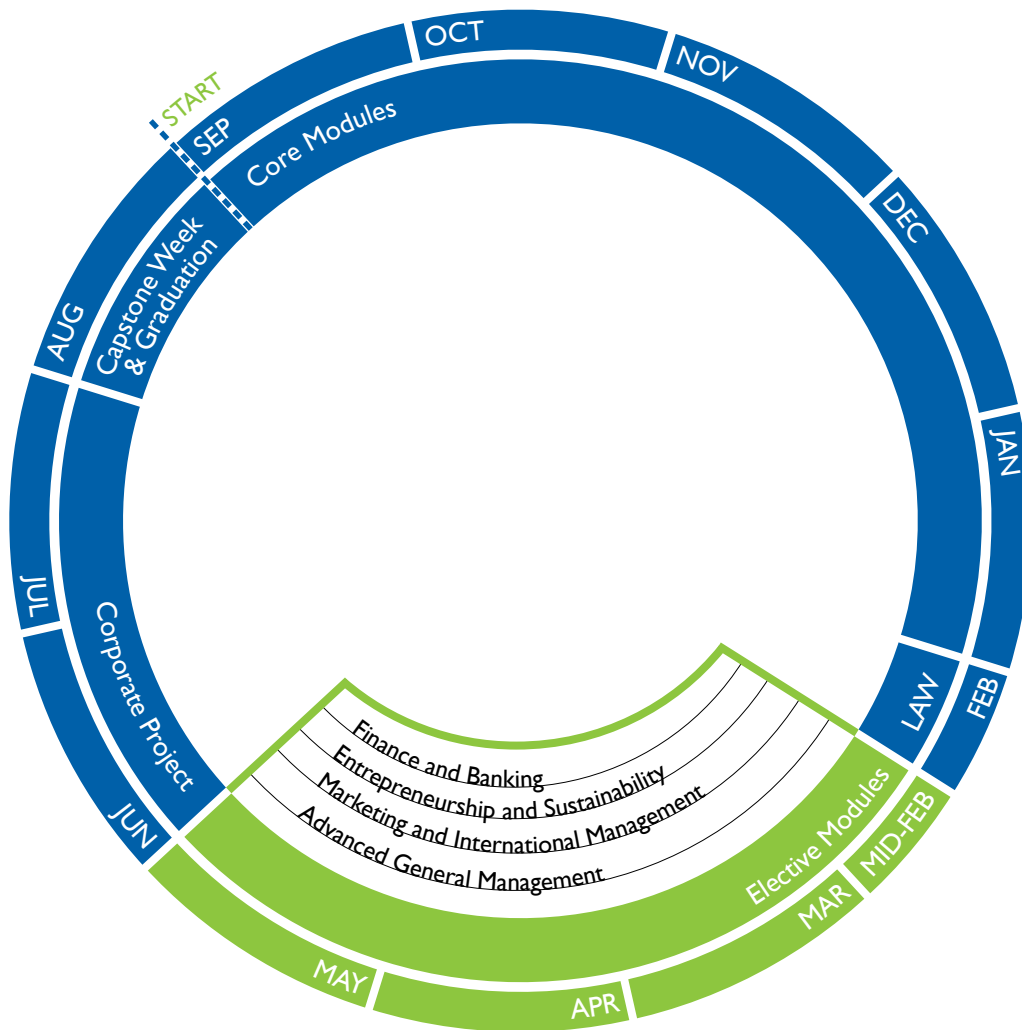 START
SEP
OCT
NOV
DEC
JAN
FEB
MID-FEB
MAR
APR
MAY
JUN
JUL
AUG
Core Modules
LAW
Elective Modules
Finance and Banking
Entrepreneurship and Sustainability
Marketing and International Management
Advanced General Management
Corporate Project
Capstone Week
& Graduation